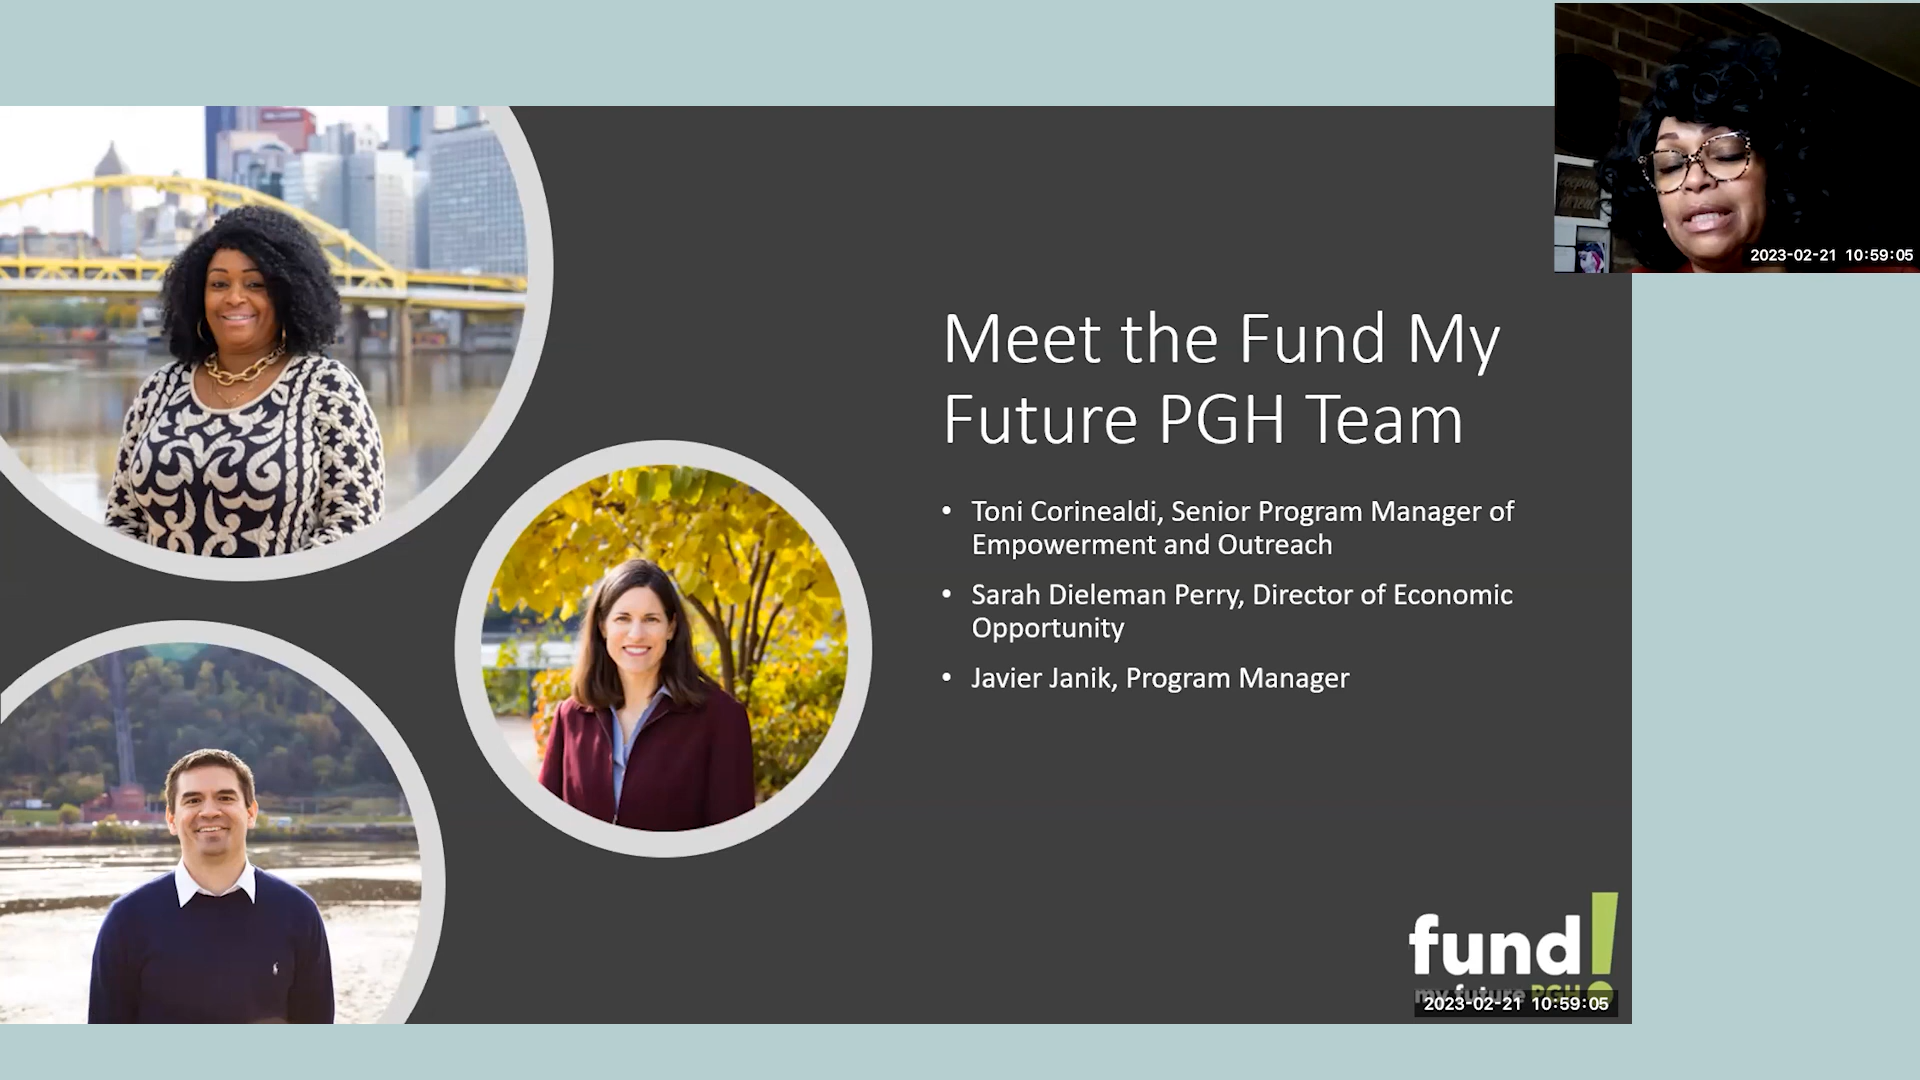 2023-02-21 10:59:05
Meet the Fund My
Future PGH Team
• Toni Corinealdi, Senior Program Manager of
Empowerment and Outreach
• Sarah Dieleman Perry, Director of Economic
Opportunity
• Javier Janik, Program Manager
fund!
my future PGH
2023-02-21 10:59:05